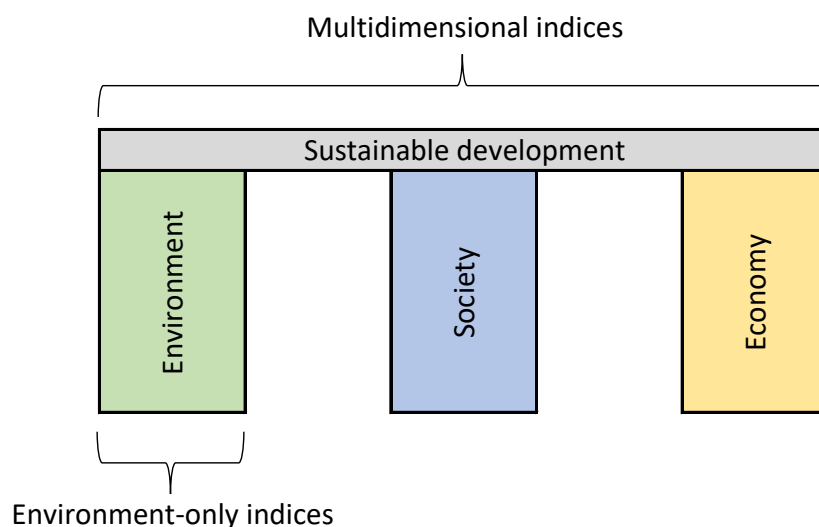 Multidimensional indices
Sustainable development
Environment
Society
Economy
Environment-only indices